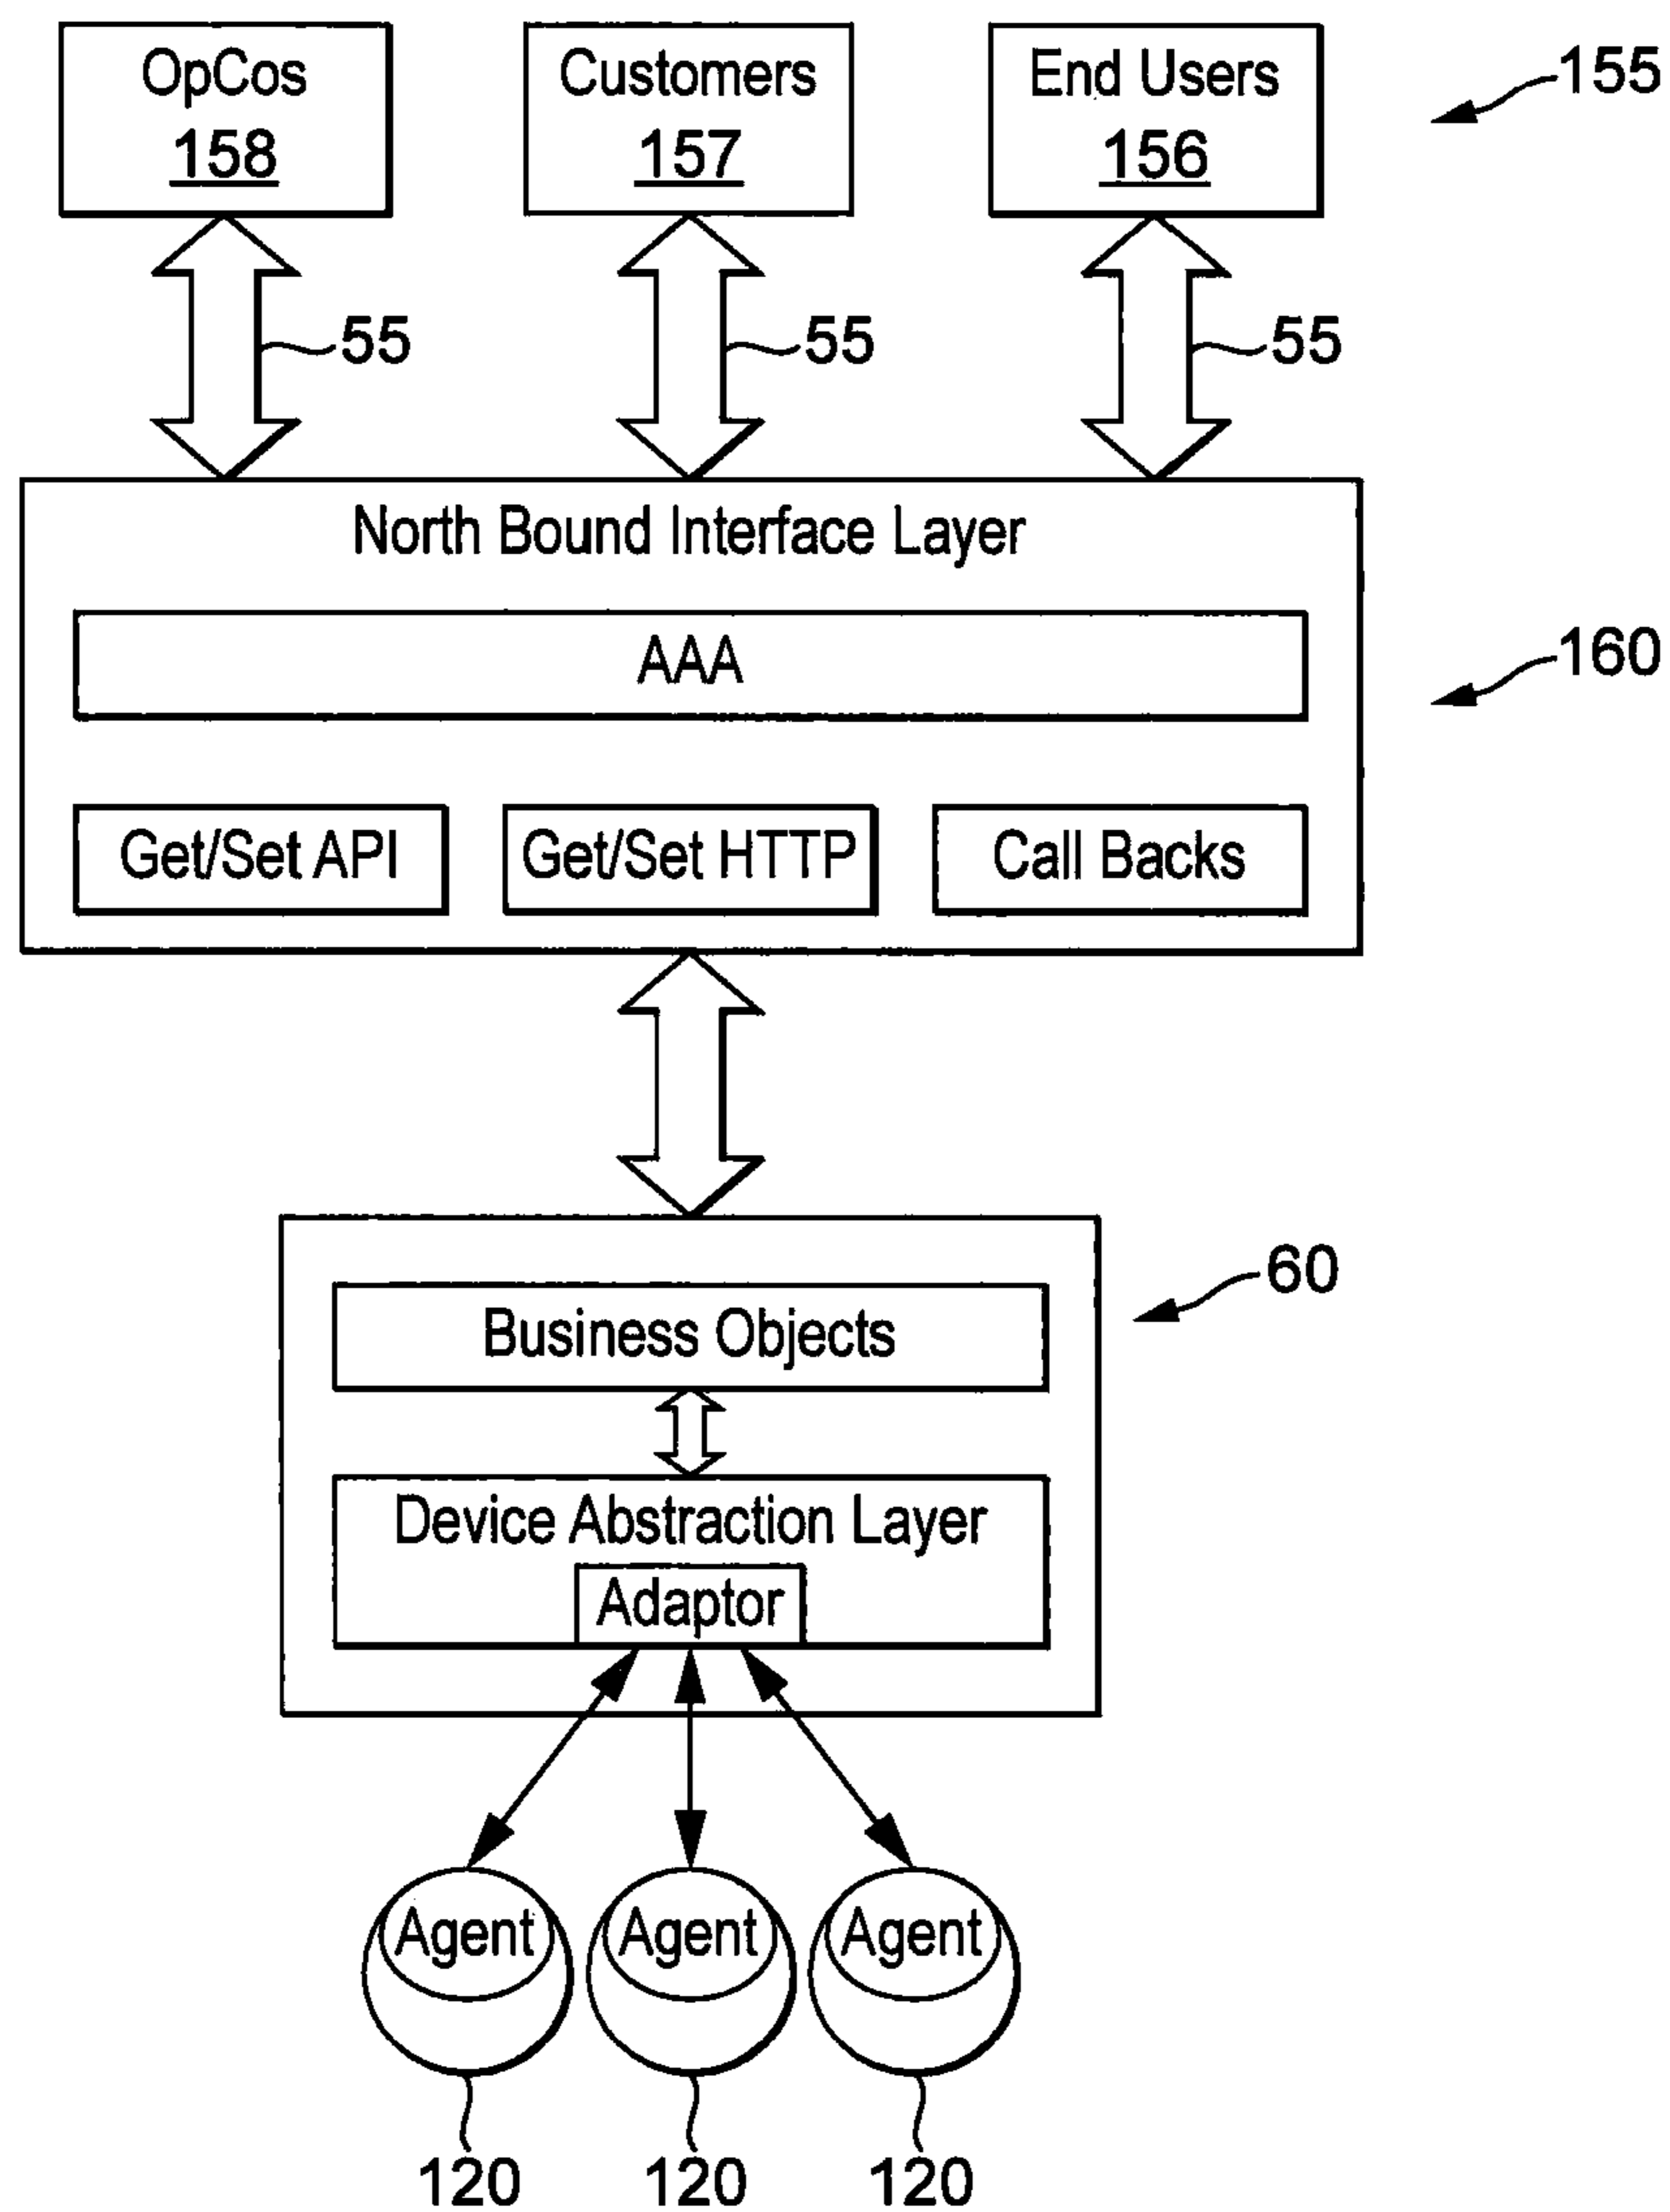 OpCos
158
Customers
157
End Users
156
155
55
55
55
North Bound Interface Layer
AAA
160
Get/Set API
Get/Set HTTP
Call Backs
60
Business Objects
Device Abstraction Layer
Adaptor
Agent
Agent
Agent
120
120
120